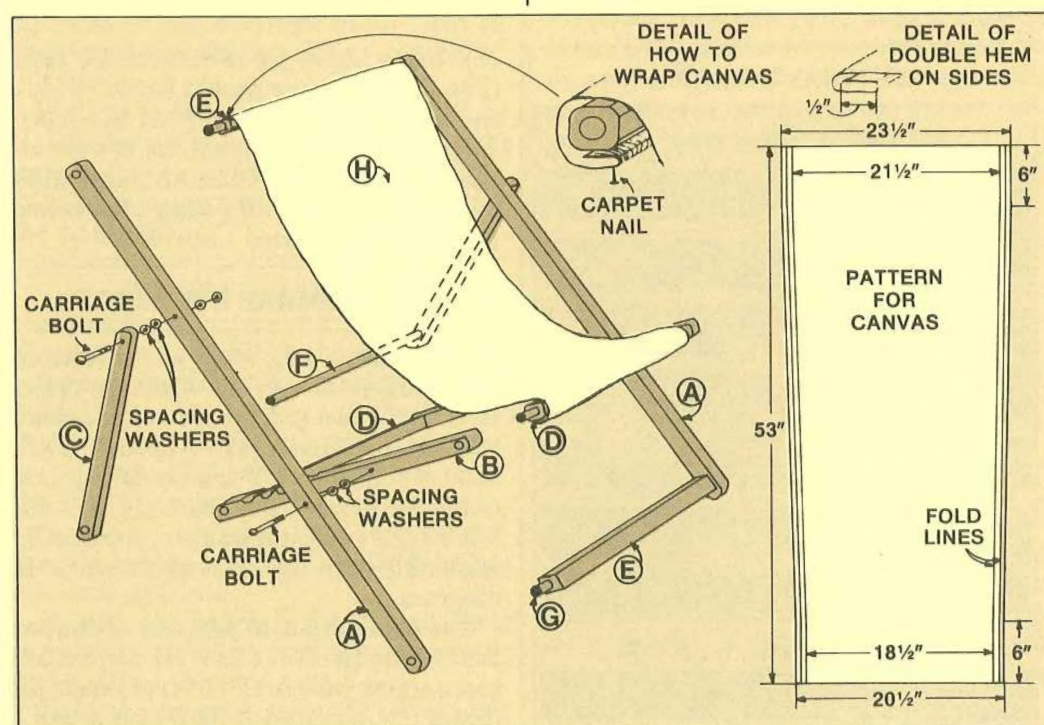 DETAIL OF
HOW TO
WRAP CANVAS
DETAIL OF
DOUBLE HEM
ON SIDES
½"
23½"
21½"
6"
E
H
CARPET
NAIL
PATTERN
FOR
CANVAS
CARRIAGE
BOLT
F
SPACING
WASHERS
C
D
D
A
B
53"
SPACING
WASHERS
CARRIAGE
BOLT
E
FOLD
LINES
G
A
18½"
6"
20½"